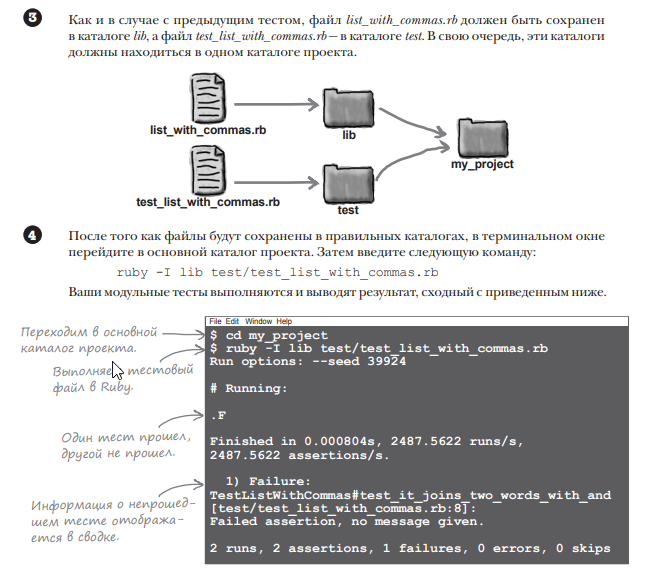 3
Как и в случае с предыдущим тестом, файл list_with_commas.rb должен быть сохранен
в каталоге lib, а файл test_list_with_commas.rb — в каталоге test. В свою очередь, эти каталоги
должны находиться в одном каталоге проекта.
list_with_commas.rb
lib
my_project
test_list_with_commas.rb
test
4
После того как файлы будут сохранены в правильных каталогах, в терминальном окне
перейдите в основной каталог проекта. Затем введите следующую команду:
ruby -I lib test/test_list_with_commas.rb
Ваши модульные тесты выполняются и выводят результат, сходный с приведенным ниже.
File Edit Window Help
Переходим в основной
каталог проекта.
$ cd my_project
$ ruby -I lib test/test_list_with_commas.rb
Run options: --seed 39924
Выполняем тестовый
файл в Ruby.
# Running:
.F
Один тест прошел,
другой не прошел.
Finished in 0.000804s, 2487.5622 runs/s,
2487.5622 assertions/s.
1) Failure:
TestListWithCommas#test_it_joins_two_words_with_and
[test/test_list_with_commas.rb:8]:
Failed assertion, no message given.
Информация о непрошед-
шем тесте отобража-
ется в сводке.
2 runs, 2 assertions, 1 failures, 0 errors, 0 skips